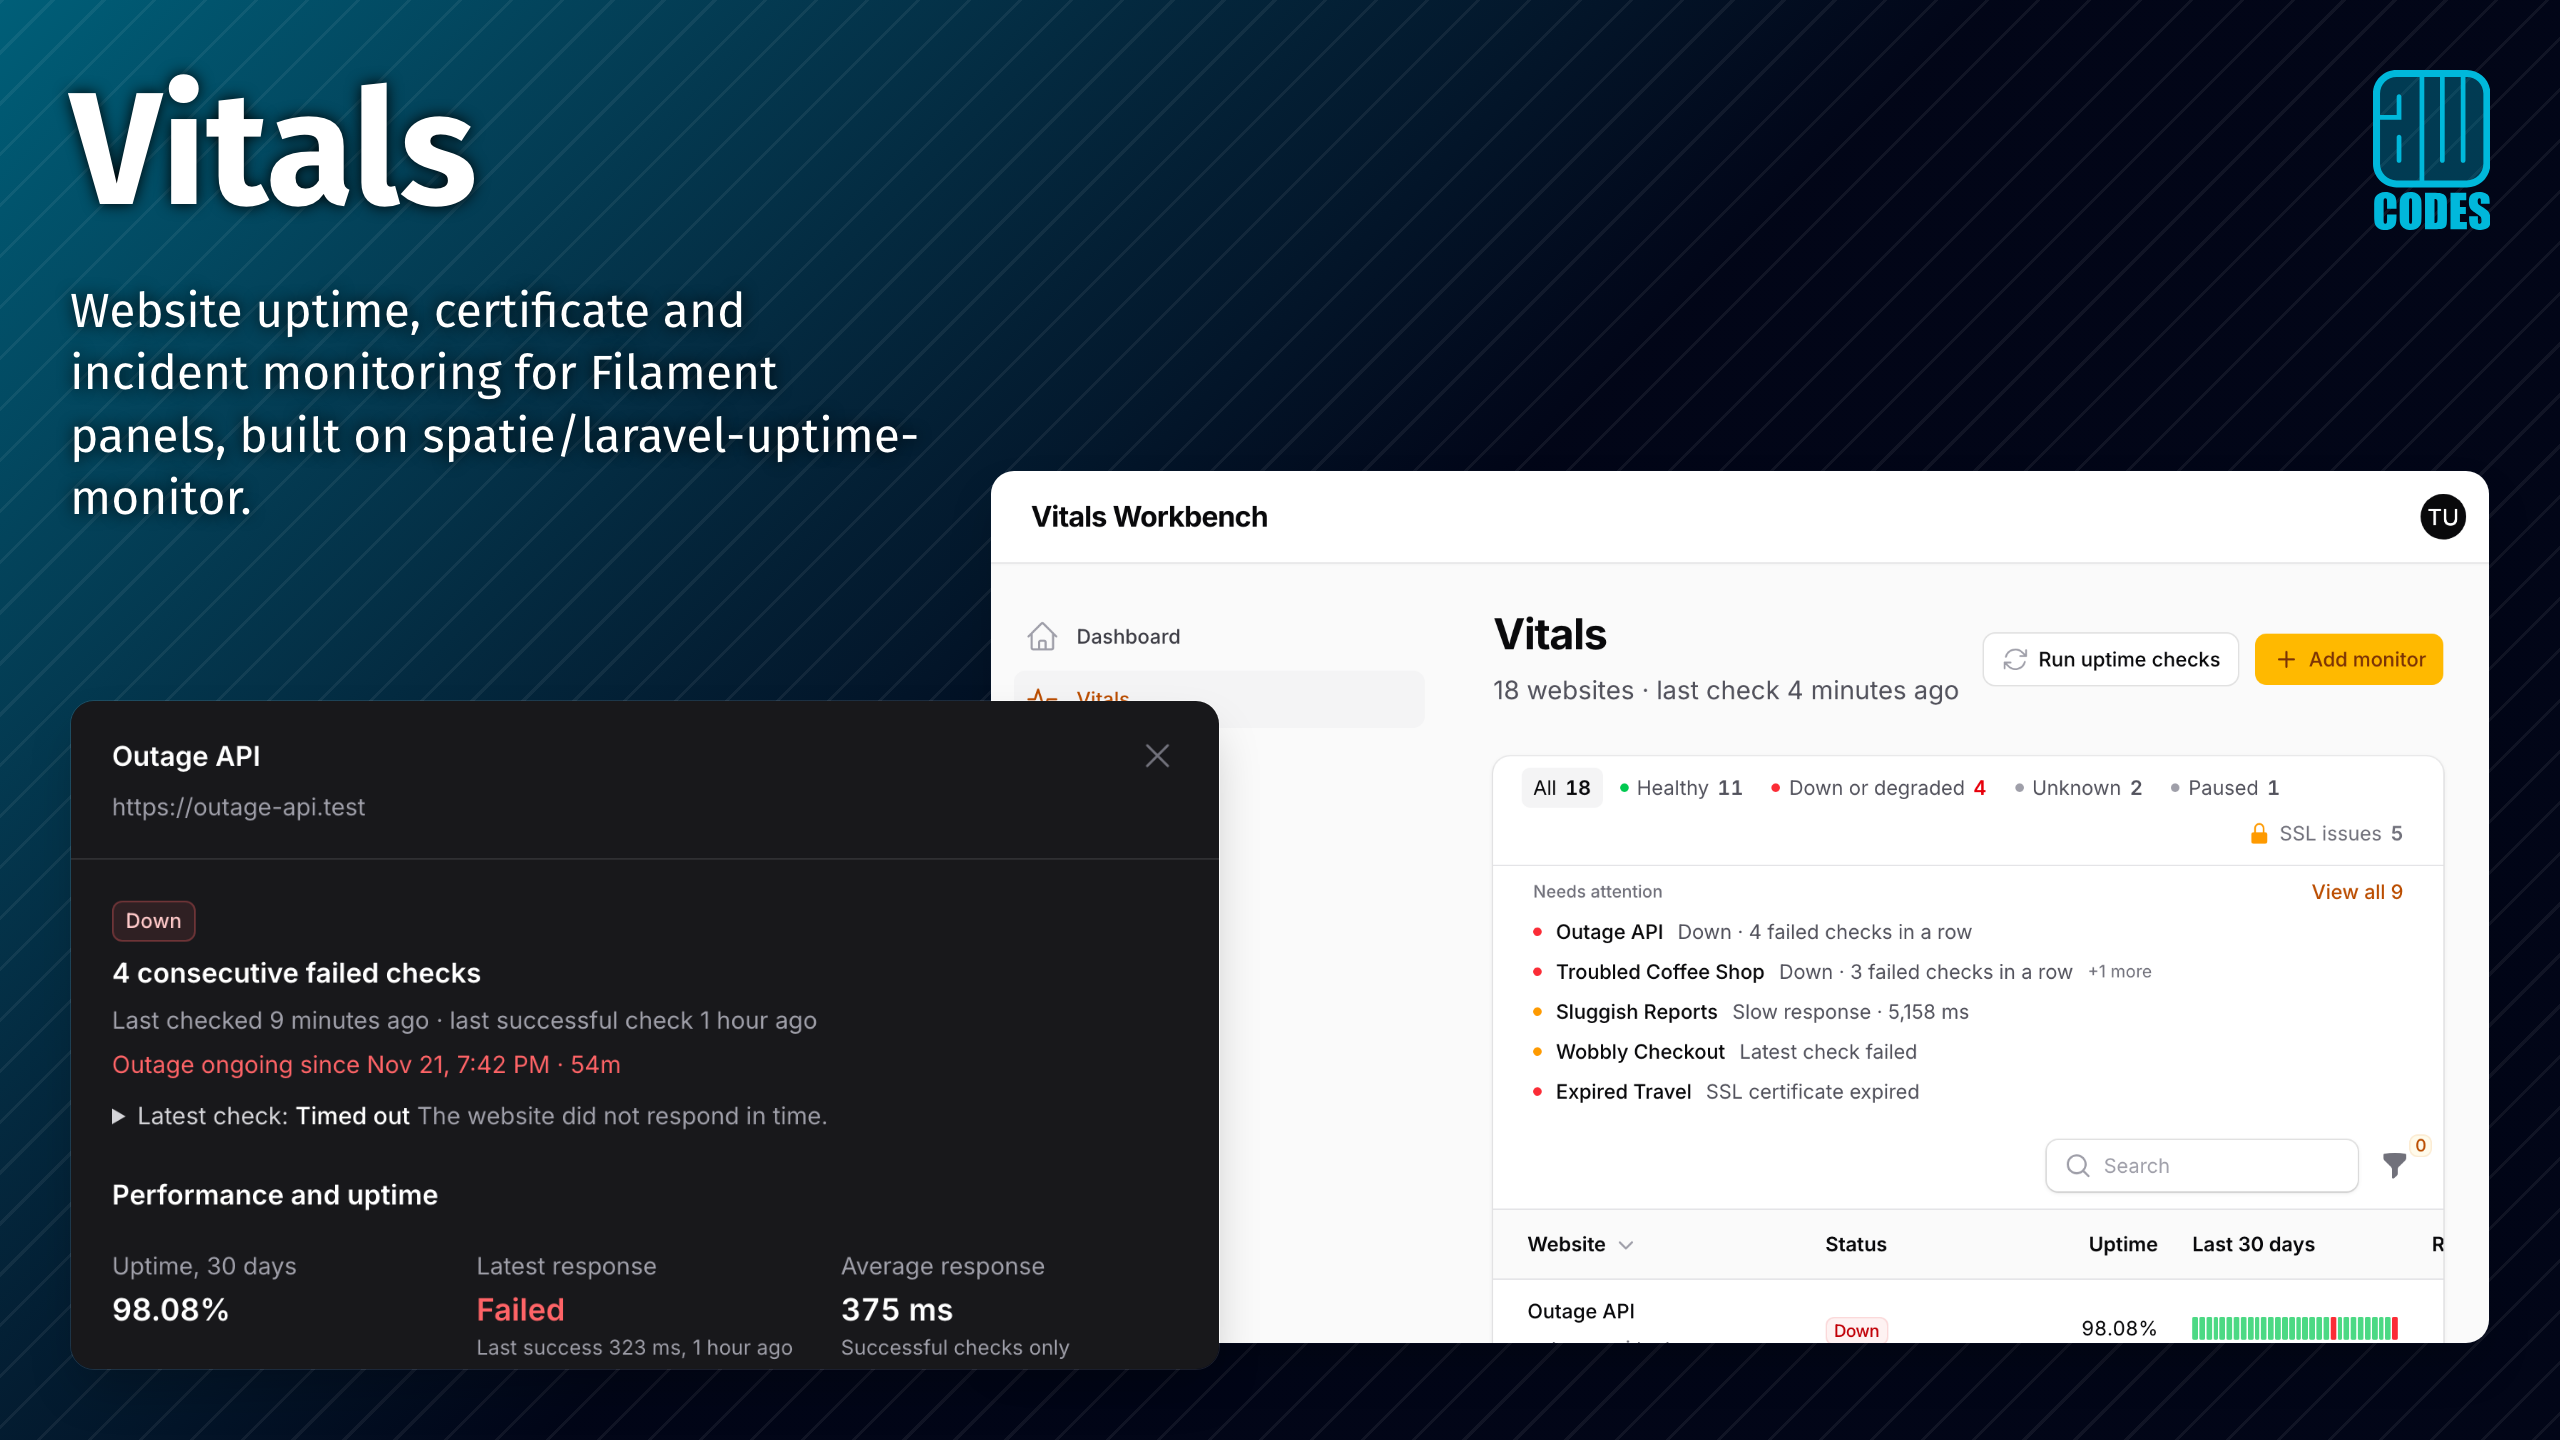 Vitals
Website uptime, certificate and
incident monitoring for Filament
panels, built on spatie/laravel-uptime-
monitor.
aw
CODES
Vitals Workbench
TU
Dashboard
Vitals
Vitals
18 websites · last check 4 minutes ago
Run uptime checks
Add monitor
All 18
Healthy 11
Down or degraded 4
Unknown 2
Paused 1
SSL issues 5
Needs attention
View all 9
Outage API Down · 4 failed checks in a row
Troubled Coffee Shop Down · 3 failed checks in a row +1 more
Sluggish Reports Slow response · 5,158 ms
Wobbly Checkout Latest check failed
Expired Travel SSL certificate expired
Search
0
Website Status Uptime Last 30 days R
Outage API
Down
98.08%
Outage API
https://outage-api.test
Down
4 consecutive failed checks
Last checked 9 minutes ago · last successful check 1 hour ago
Outage ongoing since Nov 21, 7:42 PM · 54m
Latest check: Timed out The website did not respond in time.
Performance and uptime
Uptime, 30 days
98.08%
Latest response
Failed
Last success 323 ms, 1 hour ago
Average response
375 ms
Successful checks only